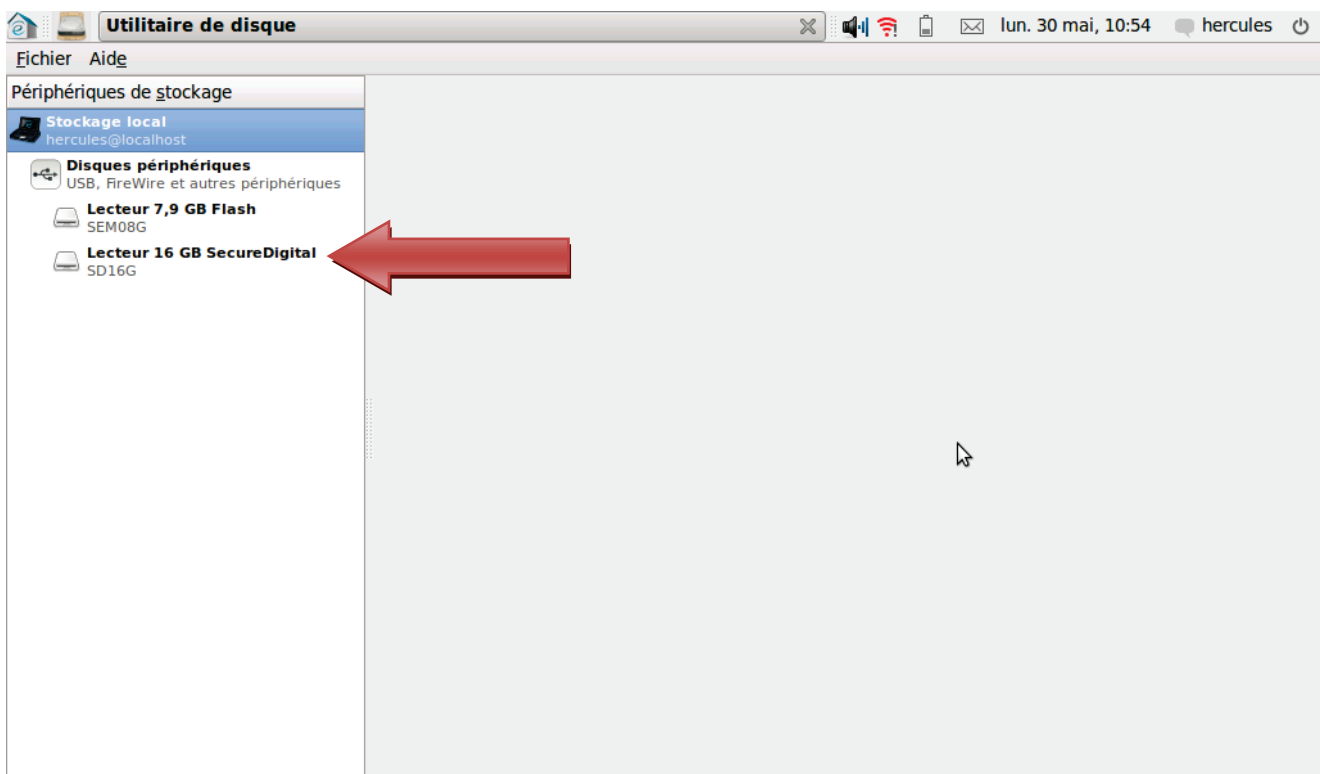 Utilitaire de disque
lun. 30 mai, 10:54 hercules
Fichier Aide
Périphériques de stockage
Stockage local
hercules@localhost
Disques périphériques
USB, FireWire et autres périphériques
Lecteur 7,9 GB Flash
SEM08G
Lecteur 16 GB SecureDigital
SD16G